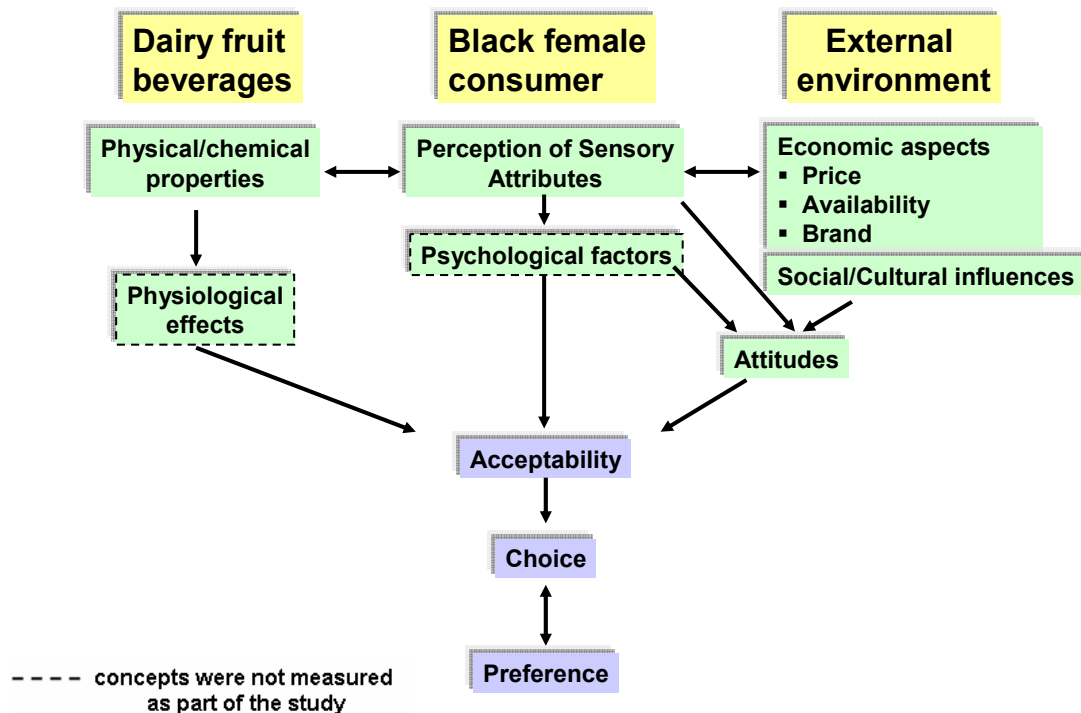 Dairy fruit
beverages
Black female
consumer
External
environment
Physical/chemical
properties
Perception of Sensory
Attributes
Economic aspects
▪ Price
▪ Availability
▪ Brand
Psychological factors
Social/Cultural influences
Physiological
effects
Attitudes
Acceptability
Choice
Preference
---- concepts were not measured
as part of the study